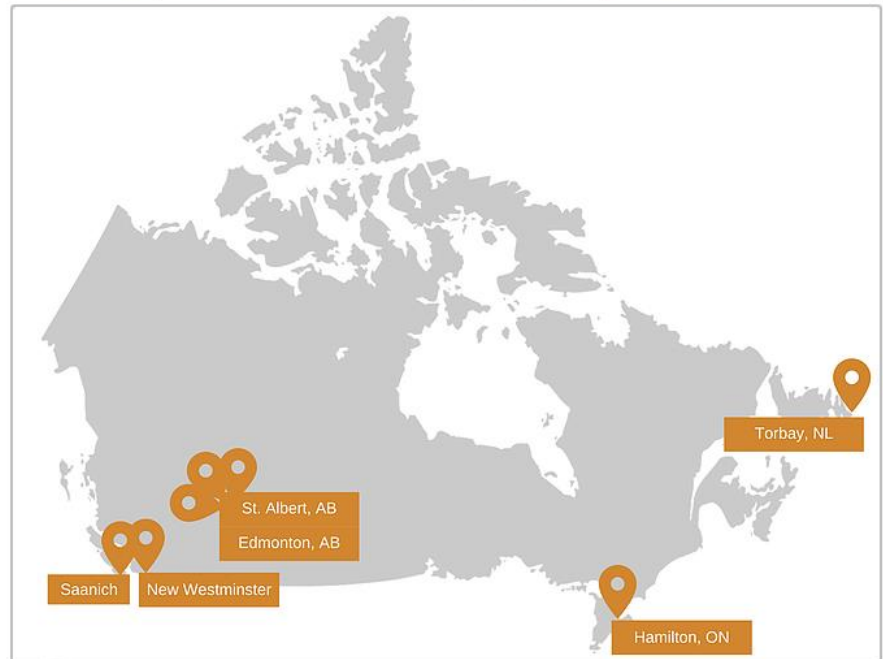 Torbay, NL
St. Albert, AB
Edmonton, AB
Saanich
New Westminster
Hamilton, ON